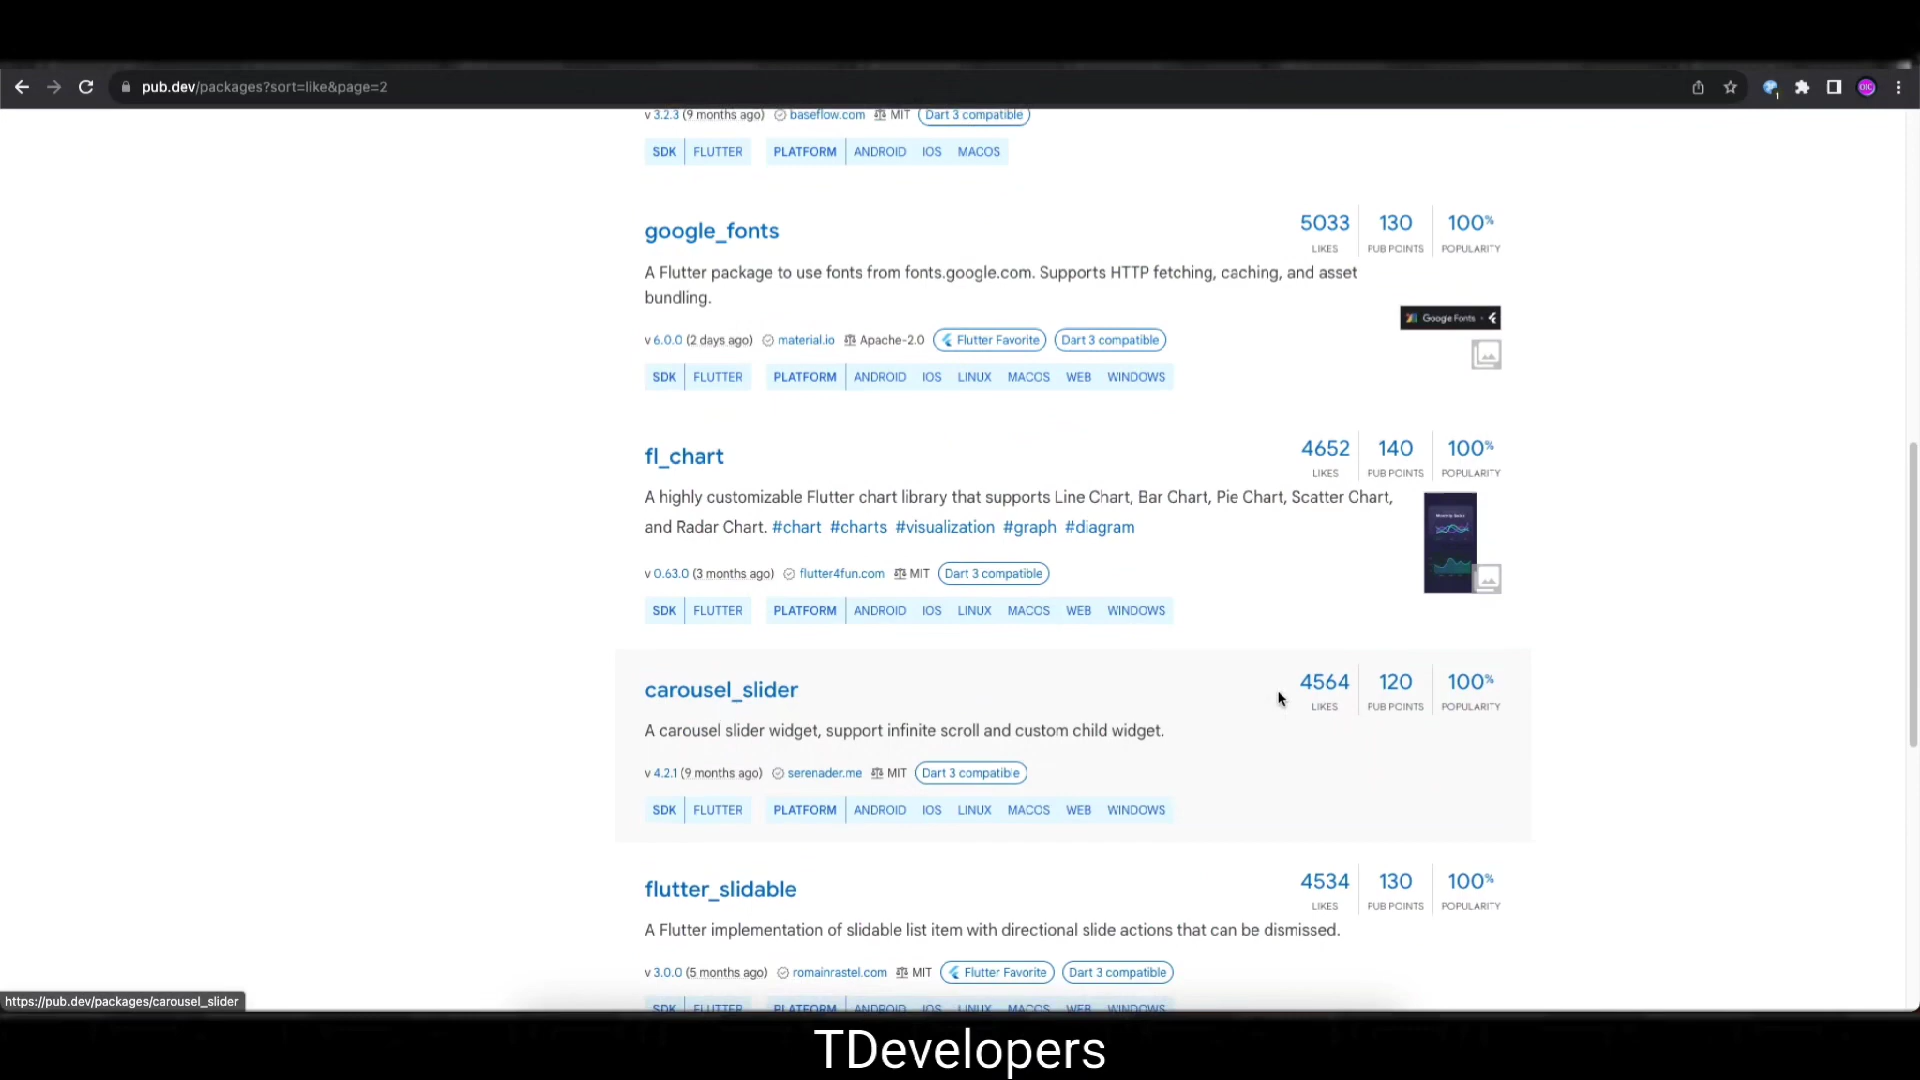 pub.dev/packages?sort=like&page=2
v 3.2.3 (9 months ago) baseflow.com MIT Dart 3 compatible
SDK FLUTTER PLATFORM ANDROID IOS MACOS
google_fonts
5033 130 100%
LIKES PUB POINTS POPULARITY
A Flutter package to use fonts from fonts.google.com. Supports HTTP fetching, caching, and asset
bundling.
Google Fonts
v 6.0.0 (2 days ago) material.io Apache-2.0 Flutter Favorite Dart 3 compatible
SDK FLUTTER PLATFORM ANDROID IOS LINUX MACOS WEB WINDOWS
fl_chart
4652 140 100%
LIKES PUB POINTS POPULARITY
A highly customizable Flutter chart library that supports Line Chart, Bar Chart, Pie Chart, Scatter Chart,
and Radar Chart. #chart #charts #visualization #graph #diagram
v 0.63.0 (3 months ago) flutter4fun.com MIT Dart 3 compatible
SDK FLUTTER PLATFORM ANDROID IOS LINUX MACOS WEB WINDOWS
carousel_slider
4564 120 100%
LIKES PUB POINTS POPULARITY
A carousel slider widget, support infinite scroll and custom child widget.
v 4.2.1 (9 months ago) serenader.me MIT Dart 3 compatible
SDK FLUTTER PLATFORM ANDROID IOS LINUX MACOS WEB WINDOWS
flutter_slidable
4534 130 100%
LIKES PUB POINTS POPULARITY
A Flutter implementation of slidable list item with directional slide actions that can be dismissed.
v 3.0.0 (5 months ago) romainrastel.com MIT Flutter Favorite Dart 3 compatible
SDK FLUTTER PLATFORM ANDROID IOS LINUX MACOS WEB WINDOWS
https://pub.dev/packages/carousel_slider
TDevelopers